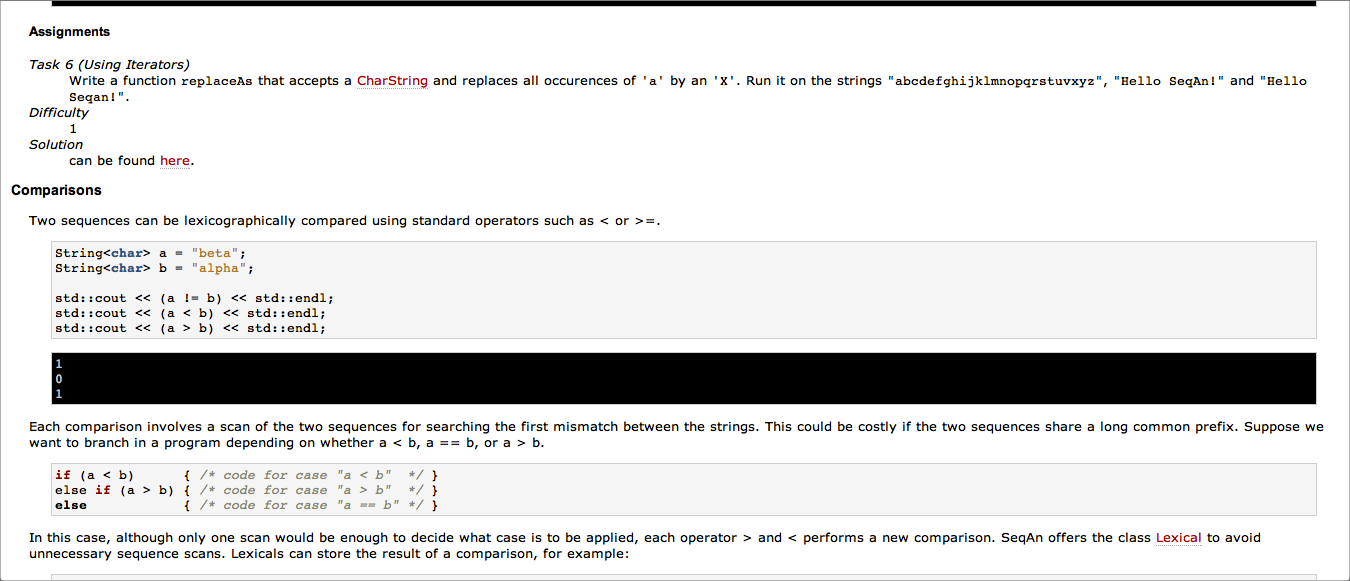 Assignments
Task 6 (Using Iterators)
Write a function replaceAs that accepts a CharString and replaces all occurences of 'a' by an 'X'. Run it on the strings "abcdefghijklmnopqrstuvxyz", "Hello SeqAn!" and "Hello
Seqan!".
Difficulty
1
Solution
can be found here.
Comparisons
Two sequences can be lexicographically compared using standard operators such as < or >=.
String<char> a = "beta";
String<char> b = "alpha";
std::cout << (a != b) << std::endl;
std::cout << (a < b) << std::endl;
std::cout << (a > b) << std::endl;
1
0
1
Each comparison involves a scan of the two sequences for searching the first mismatch between the strings. This could be costly if the two sequences share a long common prefix. Suppose we
want to branch in a program depending on whether a < b, a == b, or a > b.
if (a < b)      { /* code for case "a < b"  */ }
else if (a > b) { /* code for case "a > b"  */ }
else            { /* code for case "a == b" */ }
In this case, although only one scan would be enough to decide what case is to be applied, each operator > and < performs a new comparison. SeqAn offers the class Lexical to avoid
unnecessary sequence scans. Lexicals can store the result of a comparison, for example: